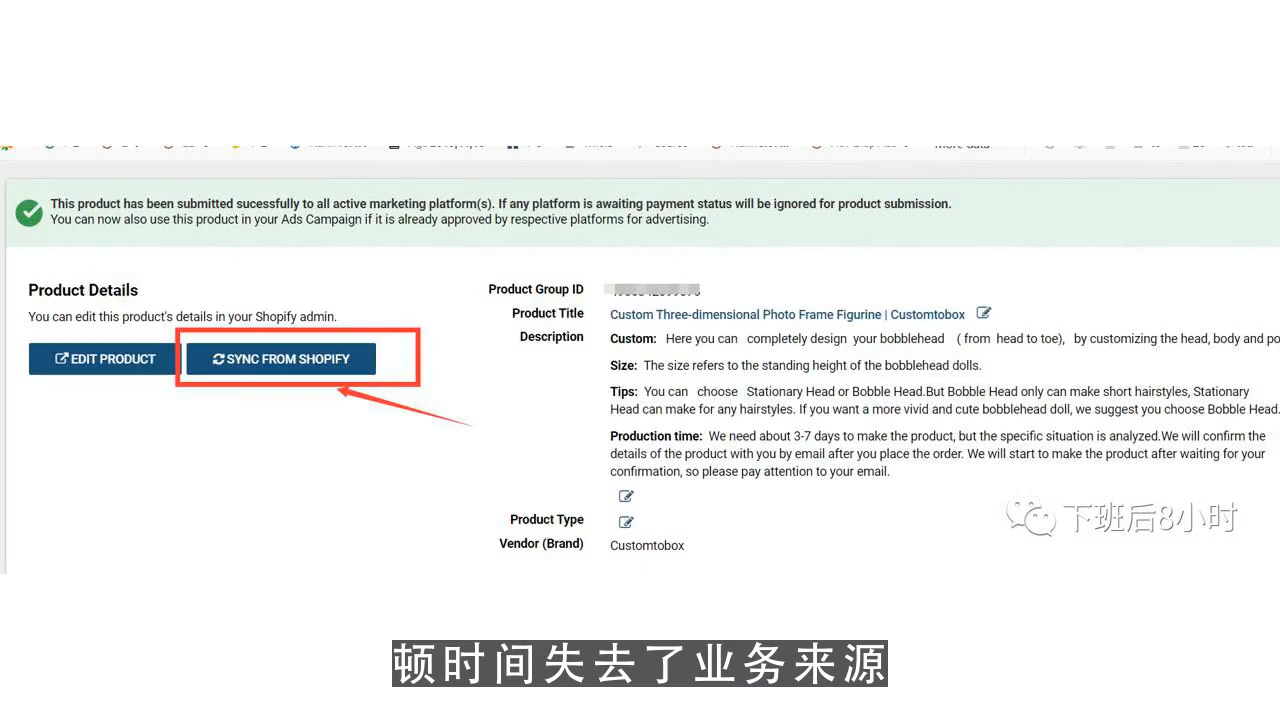 More data
This product has been submitted sucessfully to all active marketing platform(s). If any platform is awaiting payment status will be ignored for product submission.
You can now also use this product in your Ads Campaign if it is already approved by respective platforms for advertising.
Product Details
You can edit this product's details in your Shopify admin.
EDIT PRODUCT
SYNC FROM SHOPIFY
Product Group ID
Product Title
Custom Three-dimensional Photo Frame Figurine | Customtobox
Description
Custom: Here you can completely design your bobblehead ( from head to toe), by customizing the head, body and
Size: The size refers to the standing height of the bobblehead dolls.
Tips: You can choose Stationary Head or Bobble Head.But Bobble Head only can make short hairstyles, Stationary
Head can make for any hairstyles. If you want a more vivid and cute bobblehead doll, we suggest you choose Bobble Head.
Production time: We need about 3-7 days to make the product, but the specific situation is analyzed.We will confirm the
details of the product with you by email after you place the order. We will start to make the product after waiting for your
confirmation, so please pay attention to your email.
Product Type
Vendor (Brand)
Customtobox
下班后8小时
顿时间失去了业务来源